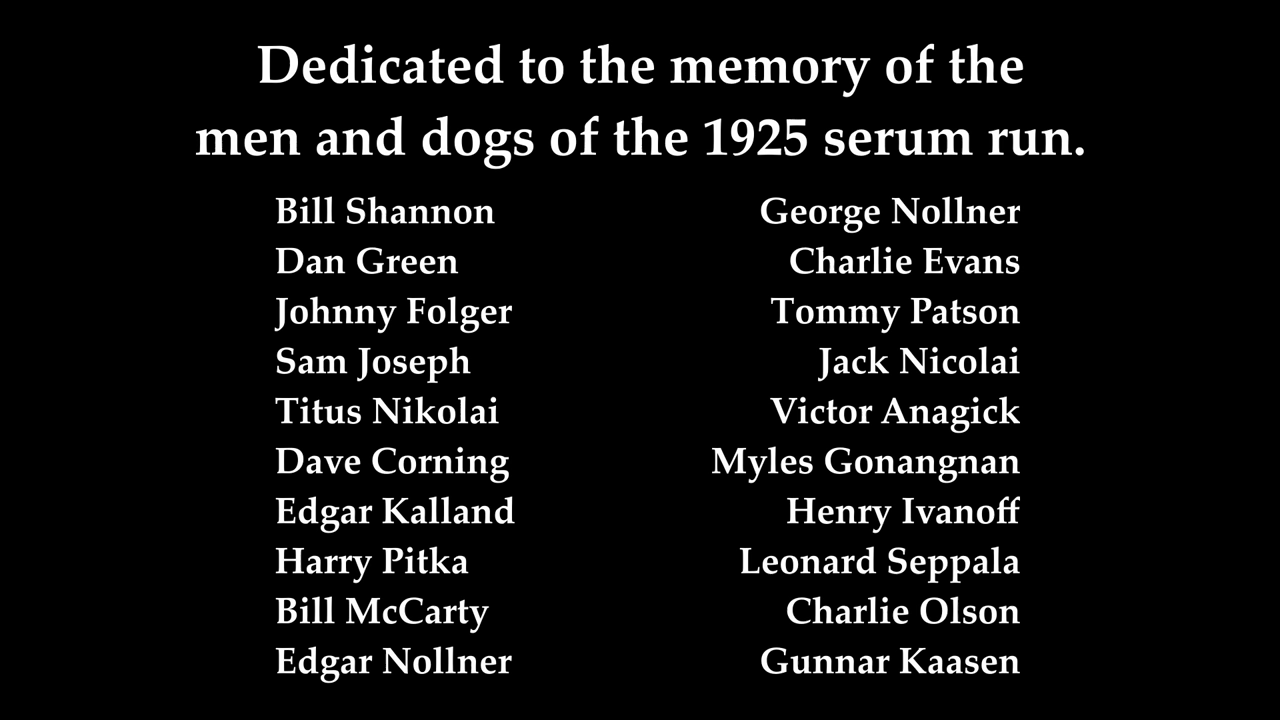 Dedicated to the memory of the
men and dogs of the 1925 serum run.
Bill Shannon
Dan Green
Johnny Folger
Sam Joseph
Titus Nikolai
Dave Corning
Edgar Kalland
Harry Pitka
Bill McCarty
Edgar Nollner
George Nollner
Charlie Evans
Tommy Patson
Jack Nicolai
Victor Anagick
Myles Gonangnan
Henry Ivanoff
Leonard Seppala
Charlie Olson
Gunnar Kaasen